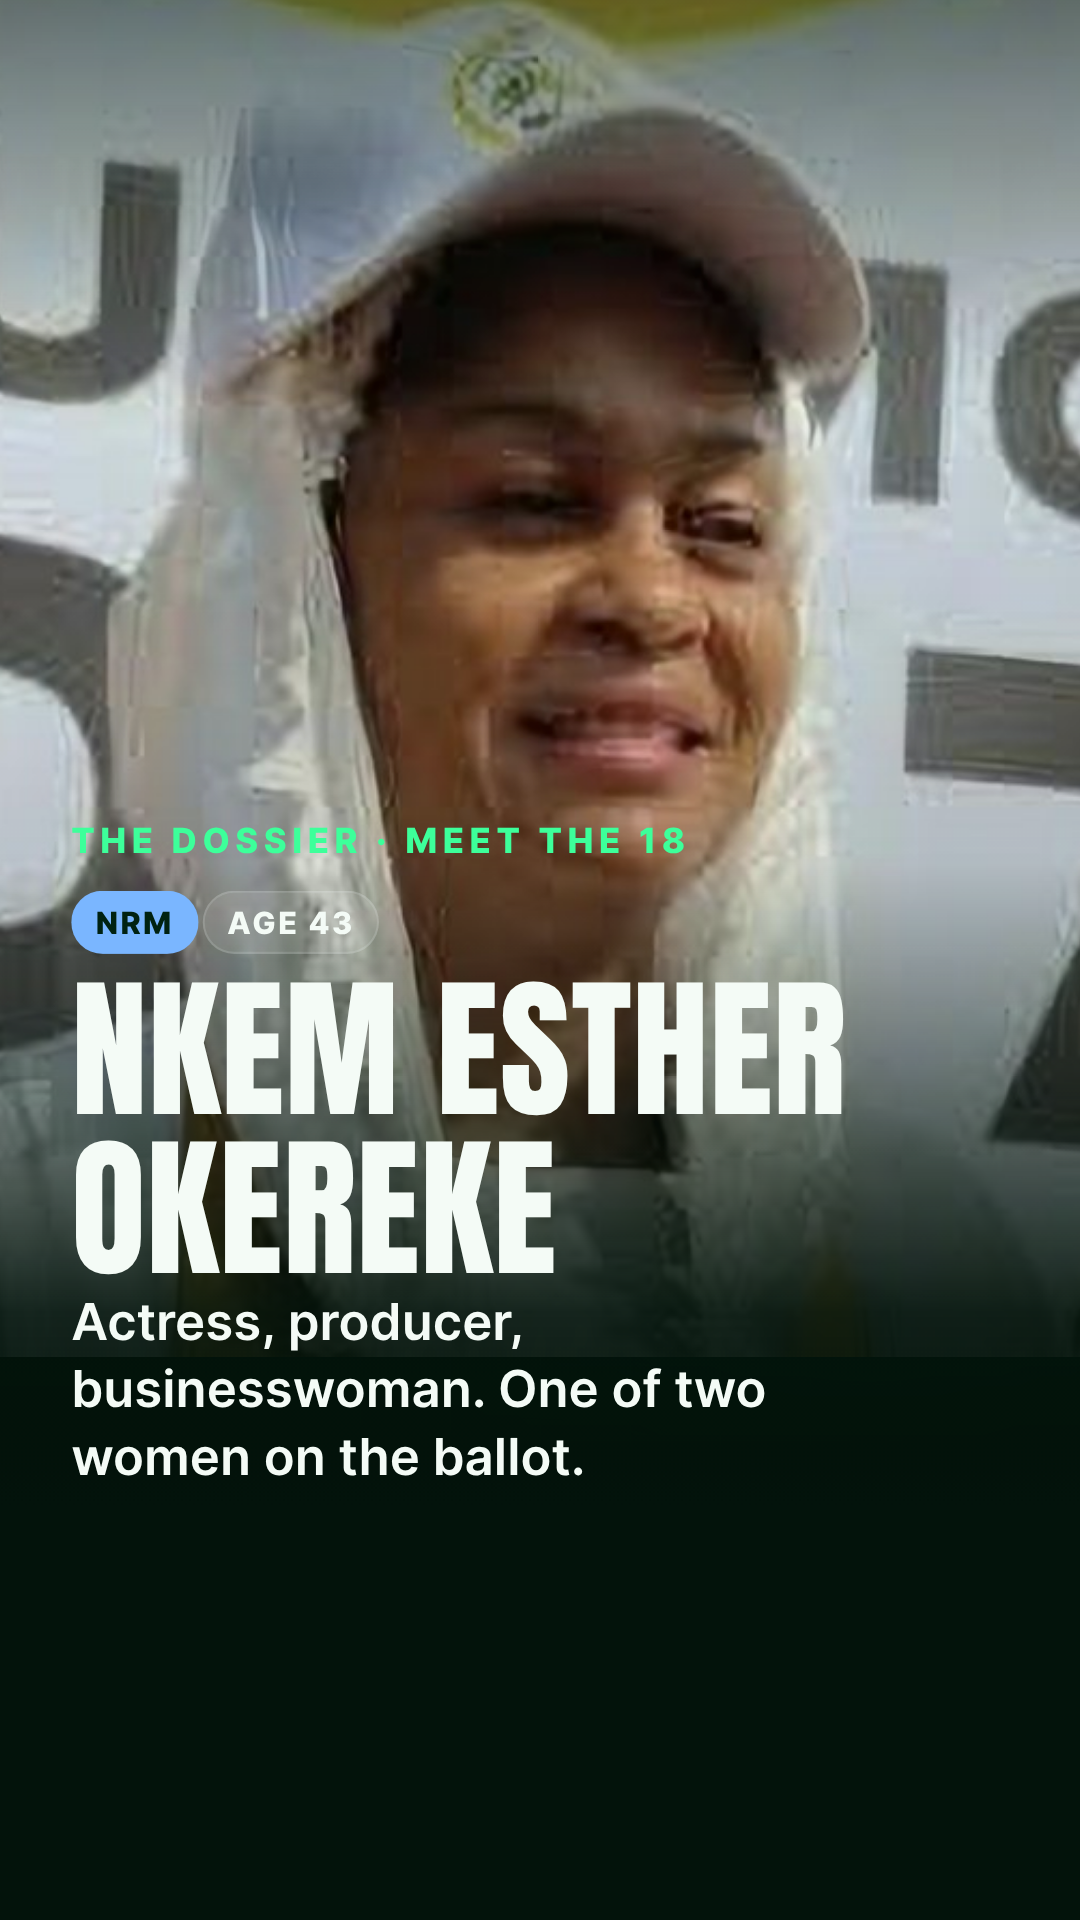 THE DOSSIER · MEET THE 18
NRM AGE 43
NKEM ESTHER
OKEREKE
Actress, producer,
businesswoman. One of two
women on the ballot.